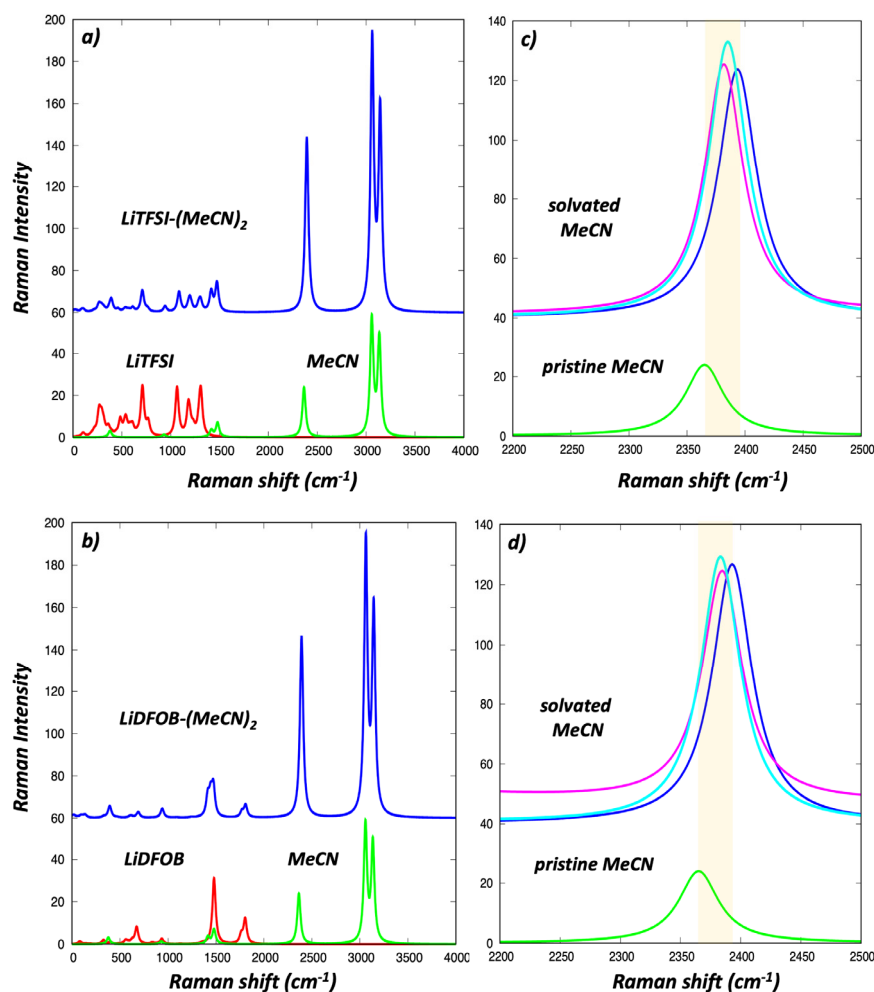 a)
200
180
160
140
120
100
80
60
40
20
0
Raman Intensity
LiTFSI-(MeCN)2
LiTFSI
MeCN
0 500 1000 1500 2000 2500 3000 3500 4000
Raman shift (cm-1)
c)
140
120
100
80
60
40
20
0
solvated
MeCN
pristine MeCN
2200 2250 2300 2350 2400 2450 2500
Raman shift (cm-1)
b)
200
180
160
140
120
100
80
60
40
20
0
Raman Intensity
LiDFOB-(MeCN)2
LiDFOB
MeCN
0 500 1000 1500 2000 2500 3000 3500 4000
Raman shift (cm-1)
d)
140
120
100
80
60
40
20
0
solvated
MeCN
pristine MeCN
2200 2250 2300 2350 2400 2450 2500
Raman shift (cm-1)